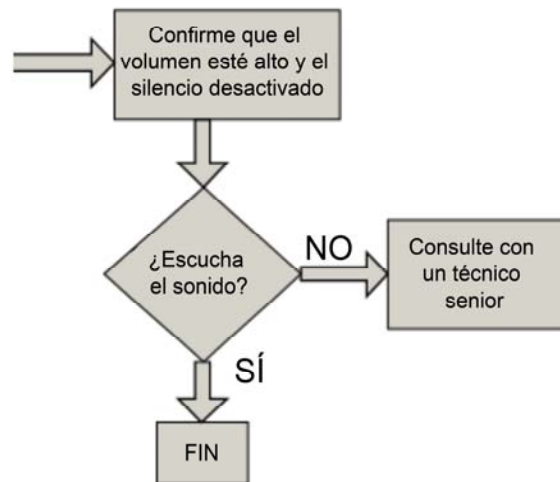 Confirme que el
volumen esté alto y el
silencio desactivado
¿Escucha
el sonido?
NO
Consulte con
un técnico
senior
SÍ
FIN